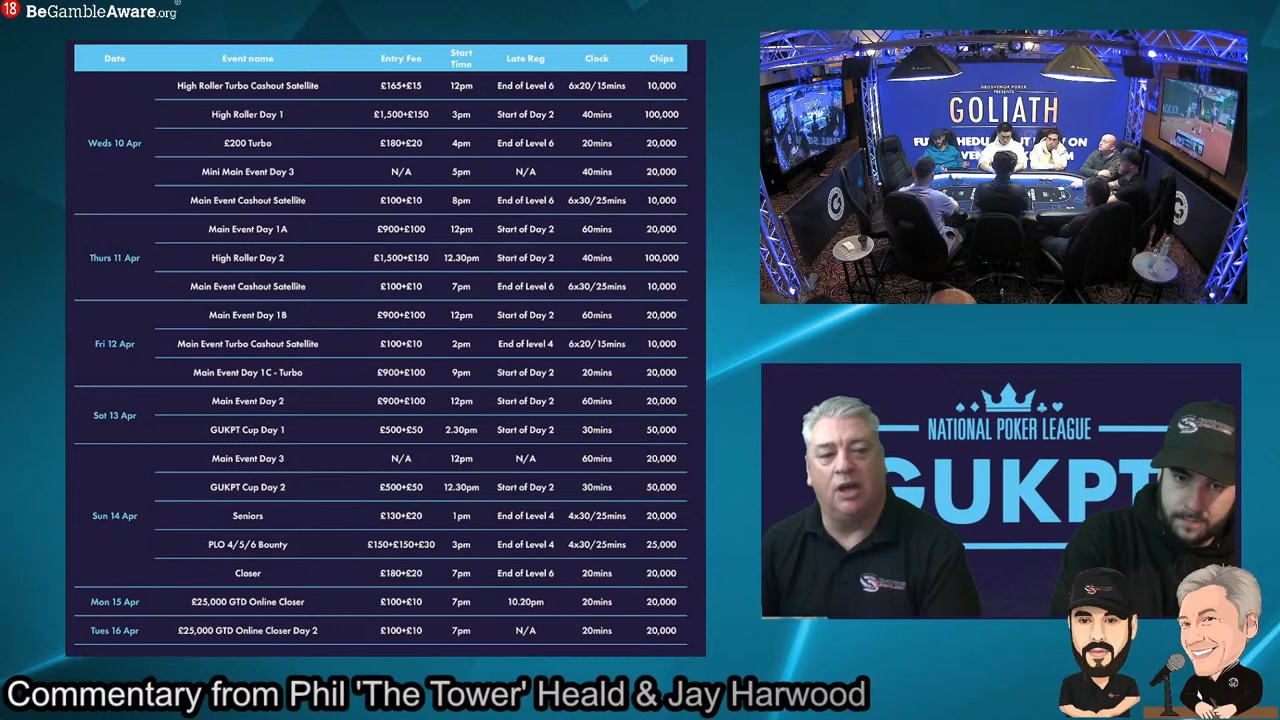 18 BeGambleAware.org®
Date Event name Entry Fee Start Time Late Reg Clock Chips
High Roller Turbo Cashout Satellite £165+£15 12pm End of Level 6 6x20/15mins 10,000
High Roller Day 1 £1,500+£150 3pm Start of Day 2 40mins 100,000
Weds 10 Apr £200 Turbo £180+£20 4pm End of Level 6 20mins 20,000
Mini Main Event Day 3 N/A 5pm N/A 40mins 20,000
Main Event Cashout Satellite £100+£10 8pm End of Level 6 6x30/25mins 10,000
Main Event Day 1A £900+£100 12pm Start of Day 2 60mins 20,000
Thurs 11 Apr High Roller Day 2 £1,500+£150 12.30pm Start of Day 2 40mins 100,000
Main Event Cashout Satellite £100+£10 7pm End of Level 6 6x30/25mins 10,000
Main Event Day 1B £900+£100 12pm Start of Day 2 60mins 20,000
Fri 12 Apr Main Event Turbo Cashout Satellite £100+£10 2pm End of level 4 6x20/15mins 10,000
Main Event Day 1C - Turbo £900+£100 9pm Start of Day 2 20mins 20,000
Main Event Day 2 £900+£100 12pm Start of Day 2 60mins 20,000
Sat 13 Apr
GUKPT Cup Day 1 £500+£50 2.30pm Start of Day 2 30mins 50,000
Main Event Day 3 N/A 12pm N/A 60mins 20,000
GUKPT Cup Day 2 £500+£50 12.30pm Start of Day 2 30mins 50,000
Sun 14 Apr Seniors £130+£20 1pm End of Level 4 4x30/25mins 20,000
PLO 4/5/6 Bounty £150+£150+£30 3pm End of Level 4 4x30/25mins 25,000
Closer £180+£20 7pm End of Level 6 20mins 20,000
Mon 15 Apr £25,000 GTD Online Closer £100+£10 7pm 10.20pm 20mins 20,000
Tues 16 Apr £25,000 GTD Online Closer Day 2 £100+£10 7pm N/A 20mins 20,000
GROSVENOR POKER
PRESENTS
GOLIATH
NATIONAL POKER LEAGUE
GUKPT
Commentary from Phil 'The Tower' Heald & Jay Harwood